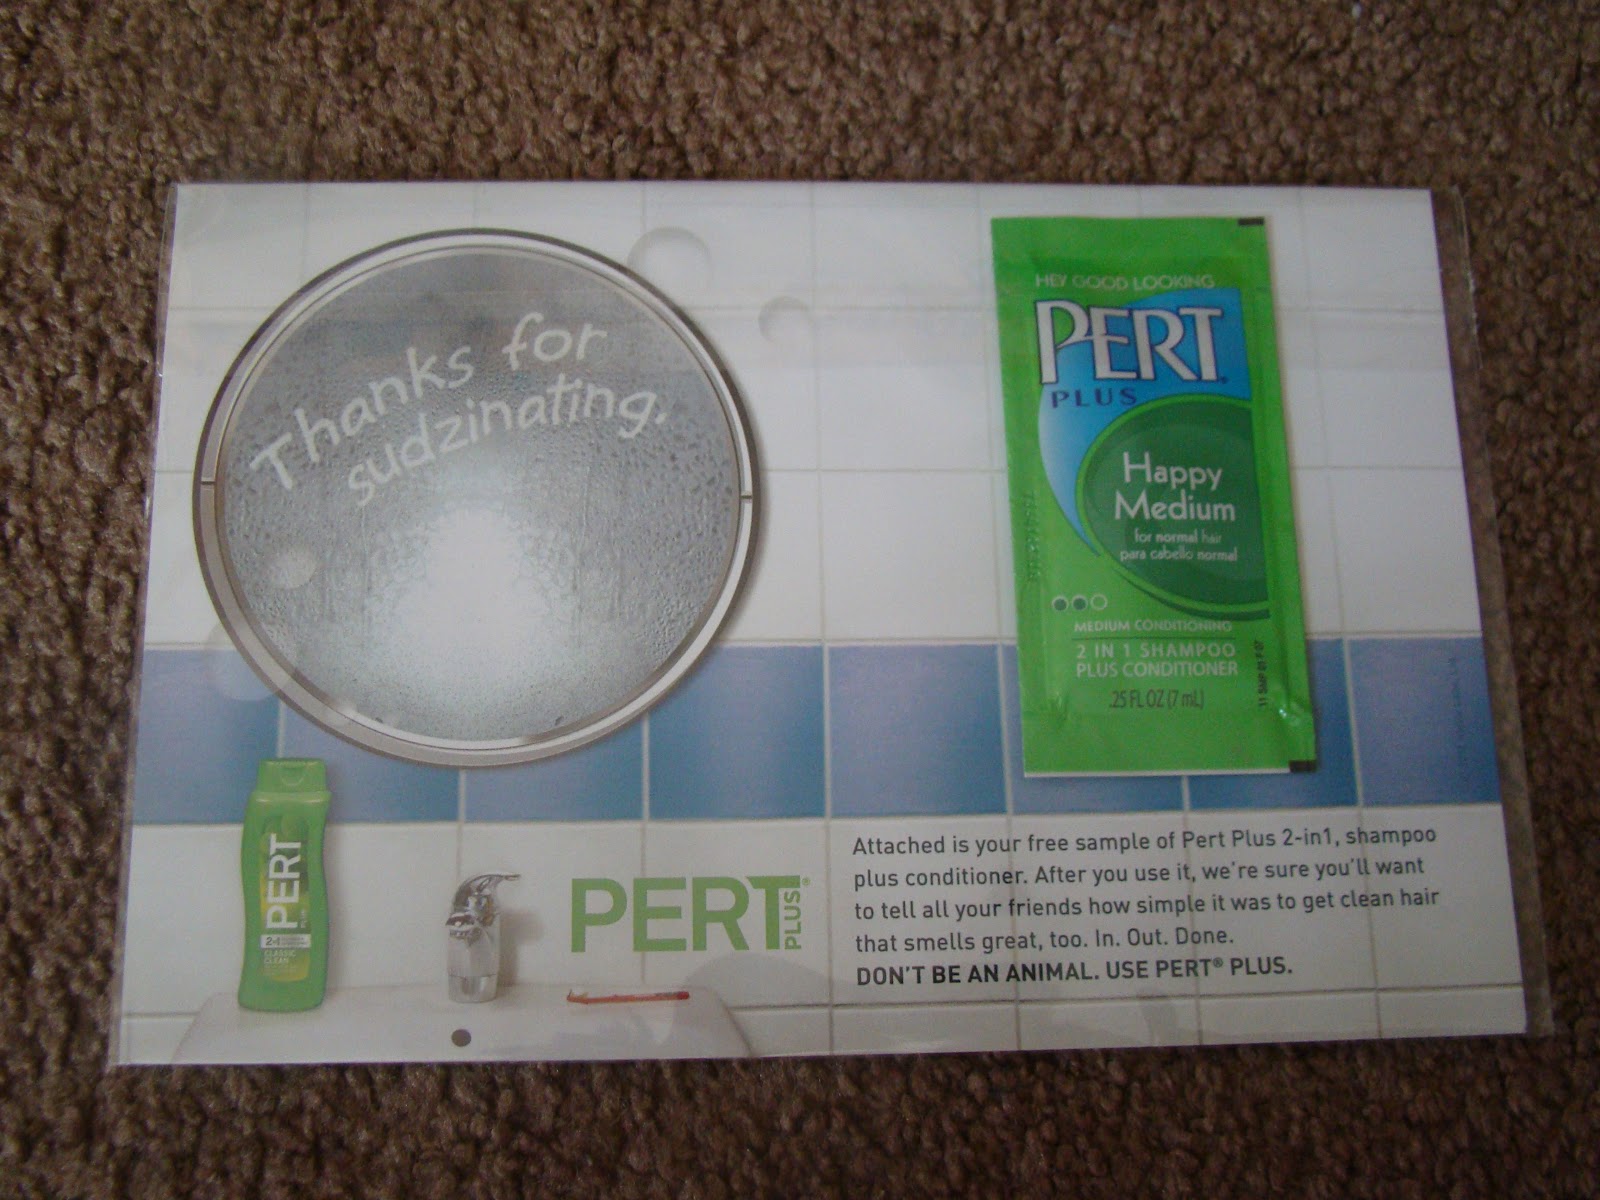 Thanks for
sudzinating.
HEY GOOD LOOKING
PERT
PLUS
Happy
Medium
for normal hair
para cabello normal
MEDIUM CONDITIONING
2 IN 1 SHAMPOO
PLUS CONDITIONER
.25 FL OZ (7 mL)
PERT
2in1
CLASSIC
CLEAN
PERT PLUS®
Attached is your free sample of Pert Plus 2-in1, shampoo
plus conditioner. After you use it, we're sure you'll want
to tell all your friends how simple it was to get clean hair
that smells great, too. In. Out. Done.
DON'T BE AN ANIMAL. USE PERT® PLUS.